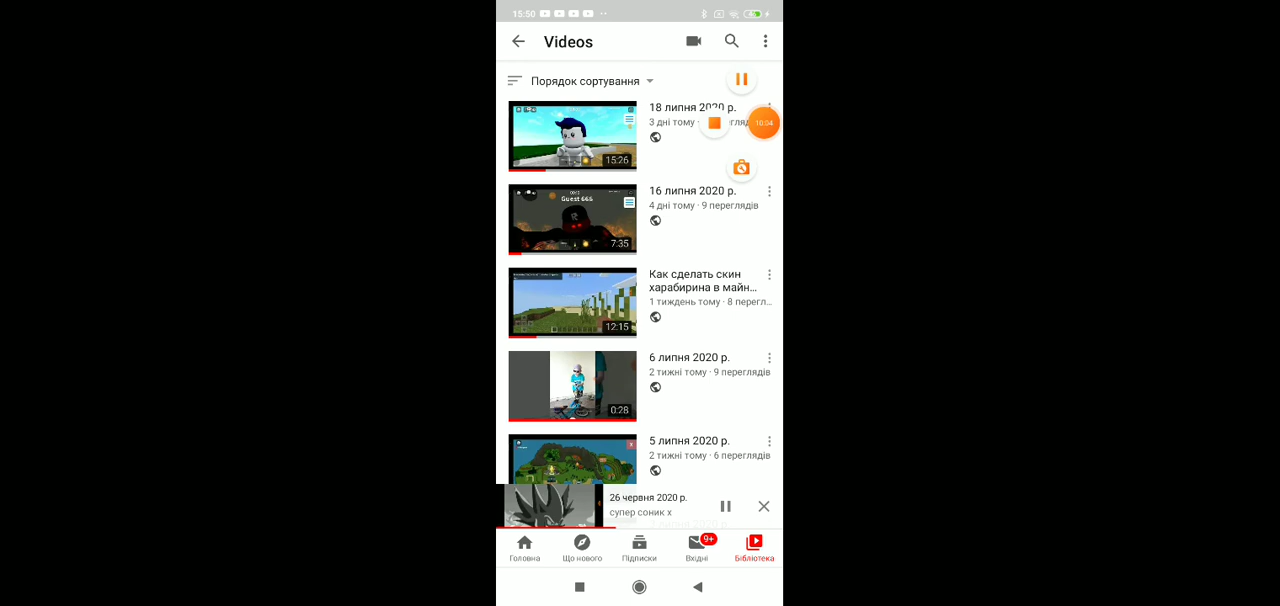 15:50
Videos
Порядок сортування
18 липня 2020 р.
3 дні тому ·
10:04
15:26
16 липня 2020 р.
4 дні тому · 9 переглядів
Guest 666
7:35
Как сделать скин
харабирина в майн...
1 тиждень тому · 8 перегл...
12:15
6 липня 2020 р.
2 тижні тому · 9 переглядів
0:28
5 липня 2020 р.
2 тижні тому · 6 переглядів
26 червня 2020 р.
супер соник х
9+
Головна
Що нового
Підписки
Вхідні
Бібліотека